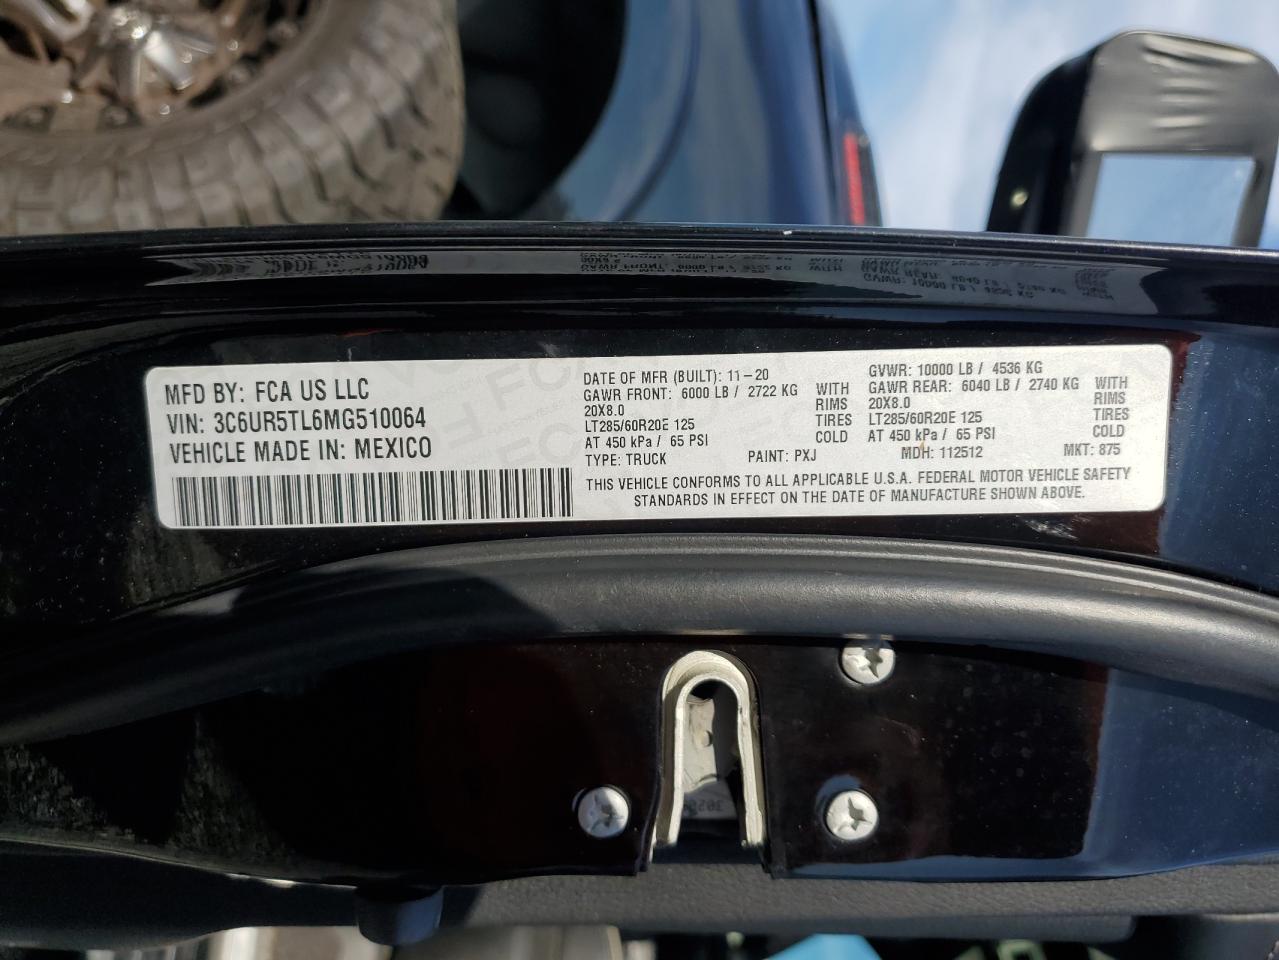 MFD BY: FCA US LLC
VIN: 3C6UR5TL6MG510064
VEHICLE MADE IN: MEXICO
DATE OF MFR (BUILT): 11-20
GAWR FRONT: 6000 LB / 2722 KG WITH
20X8.0 RIMS
LT285/60R20E 125 TIRES
AT 450 kPa / 65 PSI COLD
TYPE: TRUCK PAINT: PXJ
GVWR: 10000 LB / 4536 KG
GAWR REAR: 6040 LB / 2740 KG WITH
20X8.0 RIMS
LT285/60R20E 125 TIRES
AT 450 kPa / 65 PSI COLD
MDH: 112512 MKT: 875
THIS VEHICLE CONFORMS TO ALL APPLICABLE U.S.A. FEDERAL MOTOR VEHICLE SAFETY
STANDARDS IN EFFECT ON THE DATE OF MANUFACTURE SHOWN ABOVE.